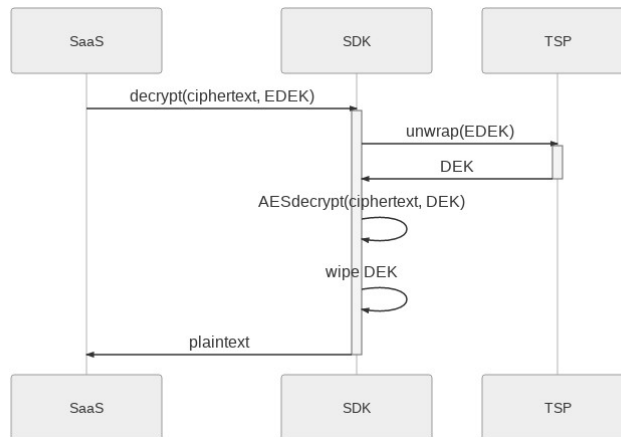 SaaS
SDK
TSP
decrypt(ciphertext, EDEK)
unwrap(EDEK)
DEK
AESdecrypt(ciphertext, DEK)
wipe DEK
plaintext
SaaS
SDK
TSP